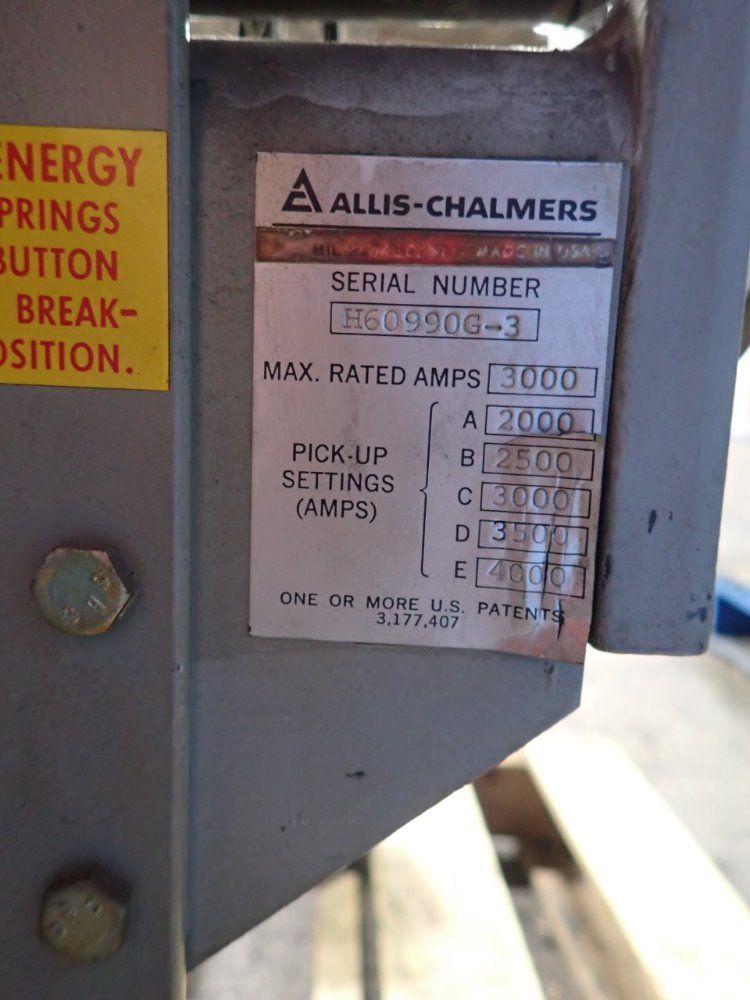 ENERGY
PRINGS
BUTTON
BREAK-
OSITION.
ALLIS-CHALMERS
MADE IN USA
SERIAL NUMBER
H60990G-3
MAX. RATED AMPS 3000
PICK-UP
SETTINGS
(AMPS)
A 2000
B 2500
C 3000
D 3500
E 4000
ONE OR MORE U.S. PATENTS
3,177,407